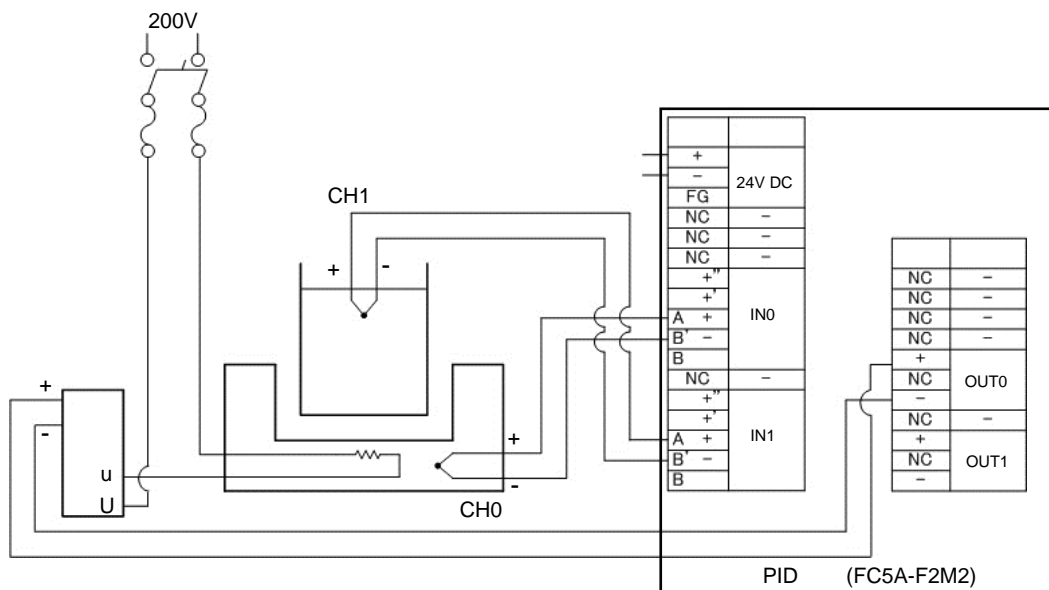 200V
CH1
+ -
+ -
u
U
+
-
CH0
+
- 24V DC
FG
NC -
NC -
NC -
+"
+'
A + IN0
B' -
B
NC -
+"
+'
A + IN1
B' -
B
NC -
NC -
NC -
NC -
+
NC OUT0
-
NC -
+
NC OUT1
-
PID (FC5A-F2M2)